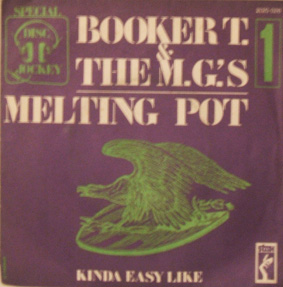 SPECIAL
DISC
JOCKEY
BOOKER T.
&
THE M.G.'S
1
MELTING POT
KINDA EASY LIKE